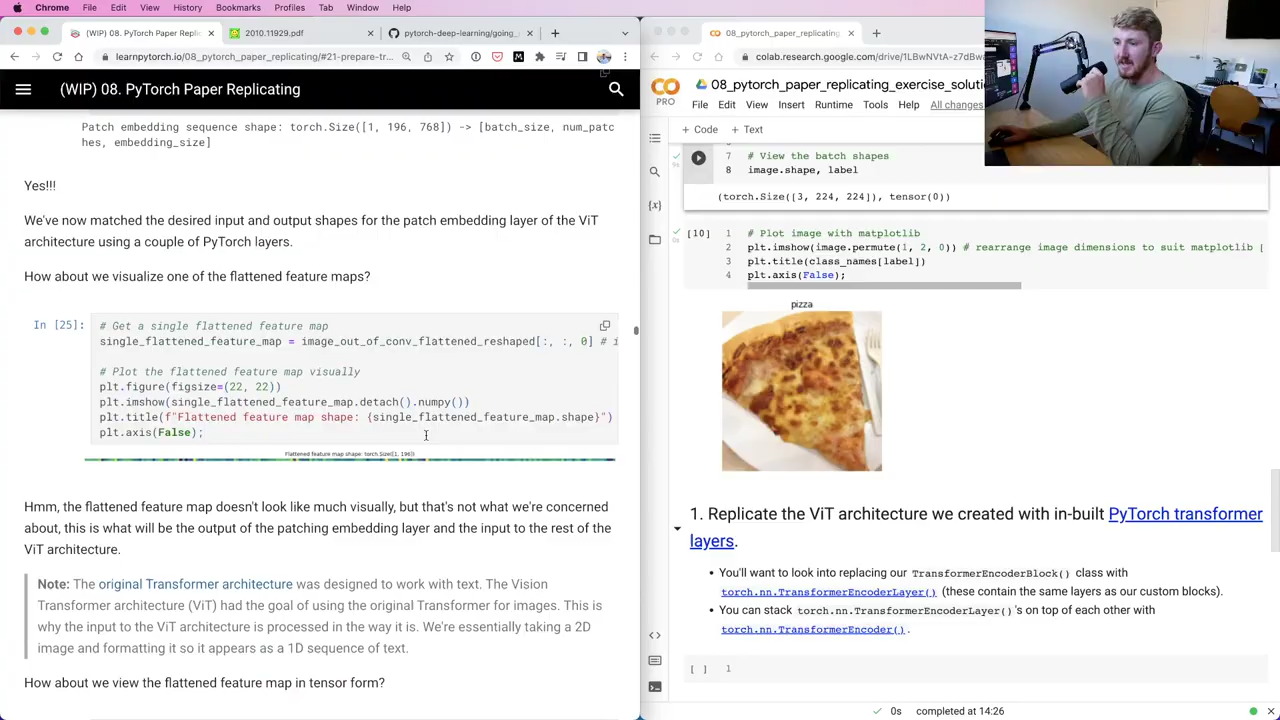 Chrome File Edit View History Bookmarks Profiles Tab Window Help
(WIP) 08. PyTorch Paper Repli
2010.11929.pdf
pytorch-deep-learning/going_
08_pytorch_paper_replicating_
learnpytorch.io/08_pytorch_paper_replicating/#21-prepare-t
colab.research.google.com/drive/
(WIP) 08. PyTorch Paper Replicating
CO
PRO
08_pytorch_paper_replicating_exercise_soluti
File Edit View Insert Runtime Tools Help All changes
+ Code + Text
Patch embedding sequence shape: torch.Size([1, 196, 768]) -> [batch_size, num_patc
hes, embedding_size]
Yes!!!
We've now matched the desired input and output shapes for the patch embedding layer of the ViT
architecture using a couple of PyTorch layers.
How about we visualize one of the flattened feature maps?
In [25]:
# Get a single flattened feature map
single_flattened_feature_map = image_out_of_conv_flattened_reshaped[:, :, 0] # i
# Plot the flattened feature map visually
plt.figure(figsize=(22, 22))
plt.imshow(single_flattened_feature_map.detach().numpy())
plt.title(f"Flattened feature map shape: {single_flattened_feature_map.shape}")
plt.axis(False);
Flattened feature map shape: torch.Size([1, 196])
Hmm, the flattened feature map doesn't look like much visually, but that's not what we're concerned
about, this is what will be the output of the patching embedding layer and the input to the rest of the
ViT architecture.
Note: The original Transformer architecture was designed to work with text. The Vision
Transformer architecture (ViT) had the goal of using the original Transformer for images. This is
why the input to the ViT architecture is processed in the way it is. We're essentially taking a 2D
image and formatting it so it appears as a 1D sequence of text.
How about we view the flattened feature map in tensor form?
7 # View the batch shapes
8 image.shape, label
9s
(torch.Size([3, 224, 224]), tensor(0))
[10] 1 # Plot image with matplotlib
0s
2 plt.imshow(image.permute(1, 2, 0)) # rearrange image dimensions to suit matplotlib [
3 plt.title(class_names[label])
4 plt.axis(False);
pizza
1. Replicate the ViT architecture we created with in-built PyTorch transformer
layers.
• You'll want to look into replacing our TransformerEncoderBlock() class with
torch.nn.TransformerEncoderLayer() (these contain the same layers as our custom blocks).
• You can stack torch.nn.TransformerEncoderLayer()'s on top of each other with
torch.nn.TransformerEncoder().
[ ] 1
0s completed at 14:26